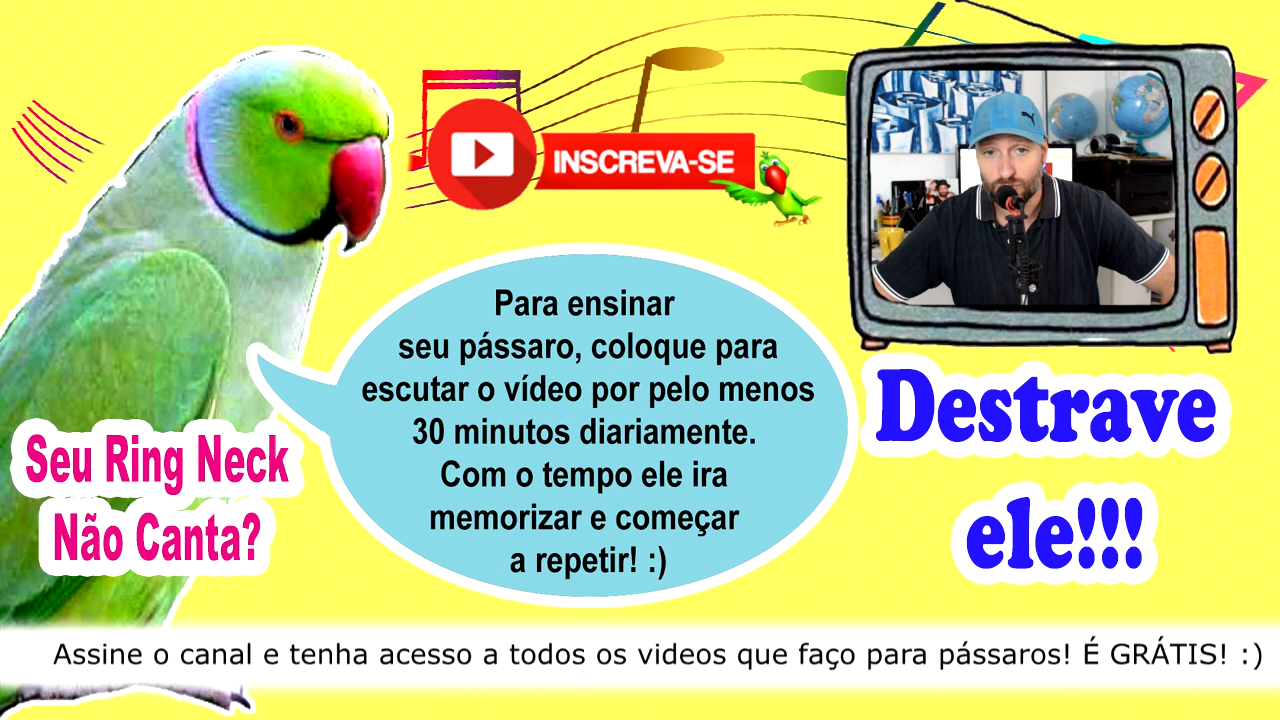 INSCREVA-SE
Para ensinar
seu pássaro, coloque para
escutar o vídeo por pelo menos
30 minutos diariamente.
Com o tempo ele ira
memorizar e começar
a repetir! :)
Destrave
ele!!!
Seu Ring Neck
Não Canta?
Assine o canal e tenha acesso a todos os videos que faço para pássaros! É GRÁTIS! :)